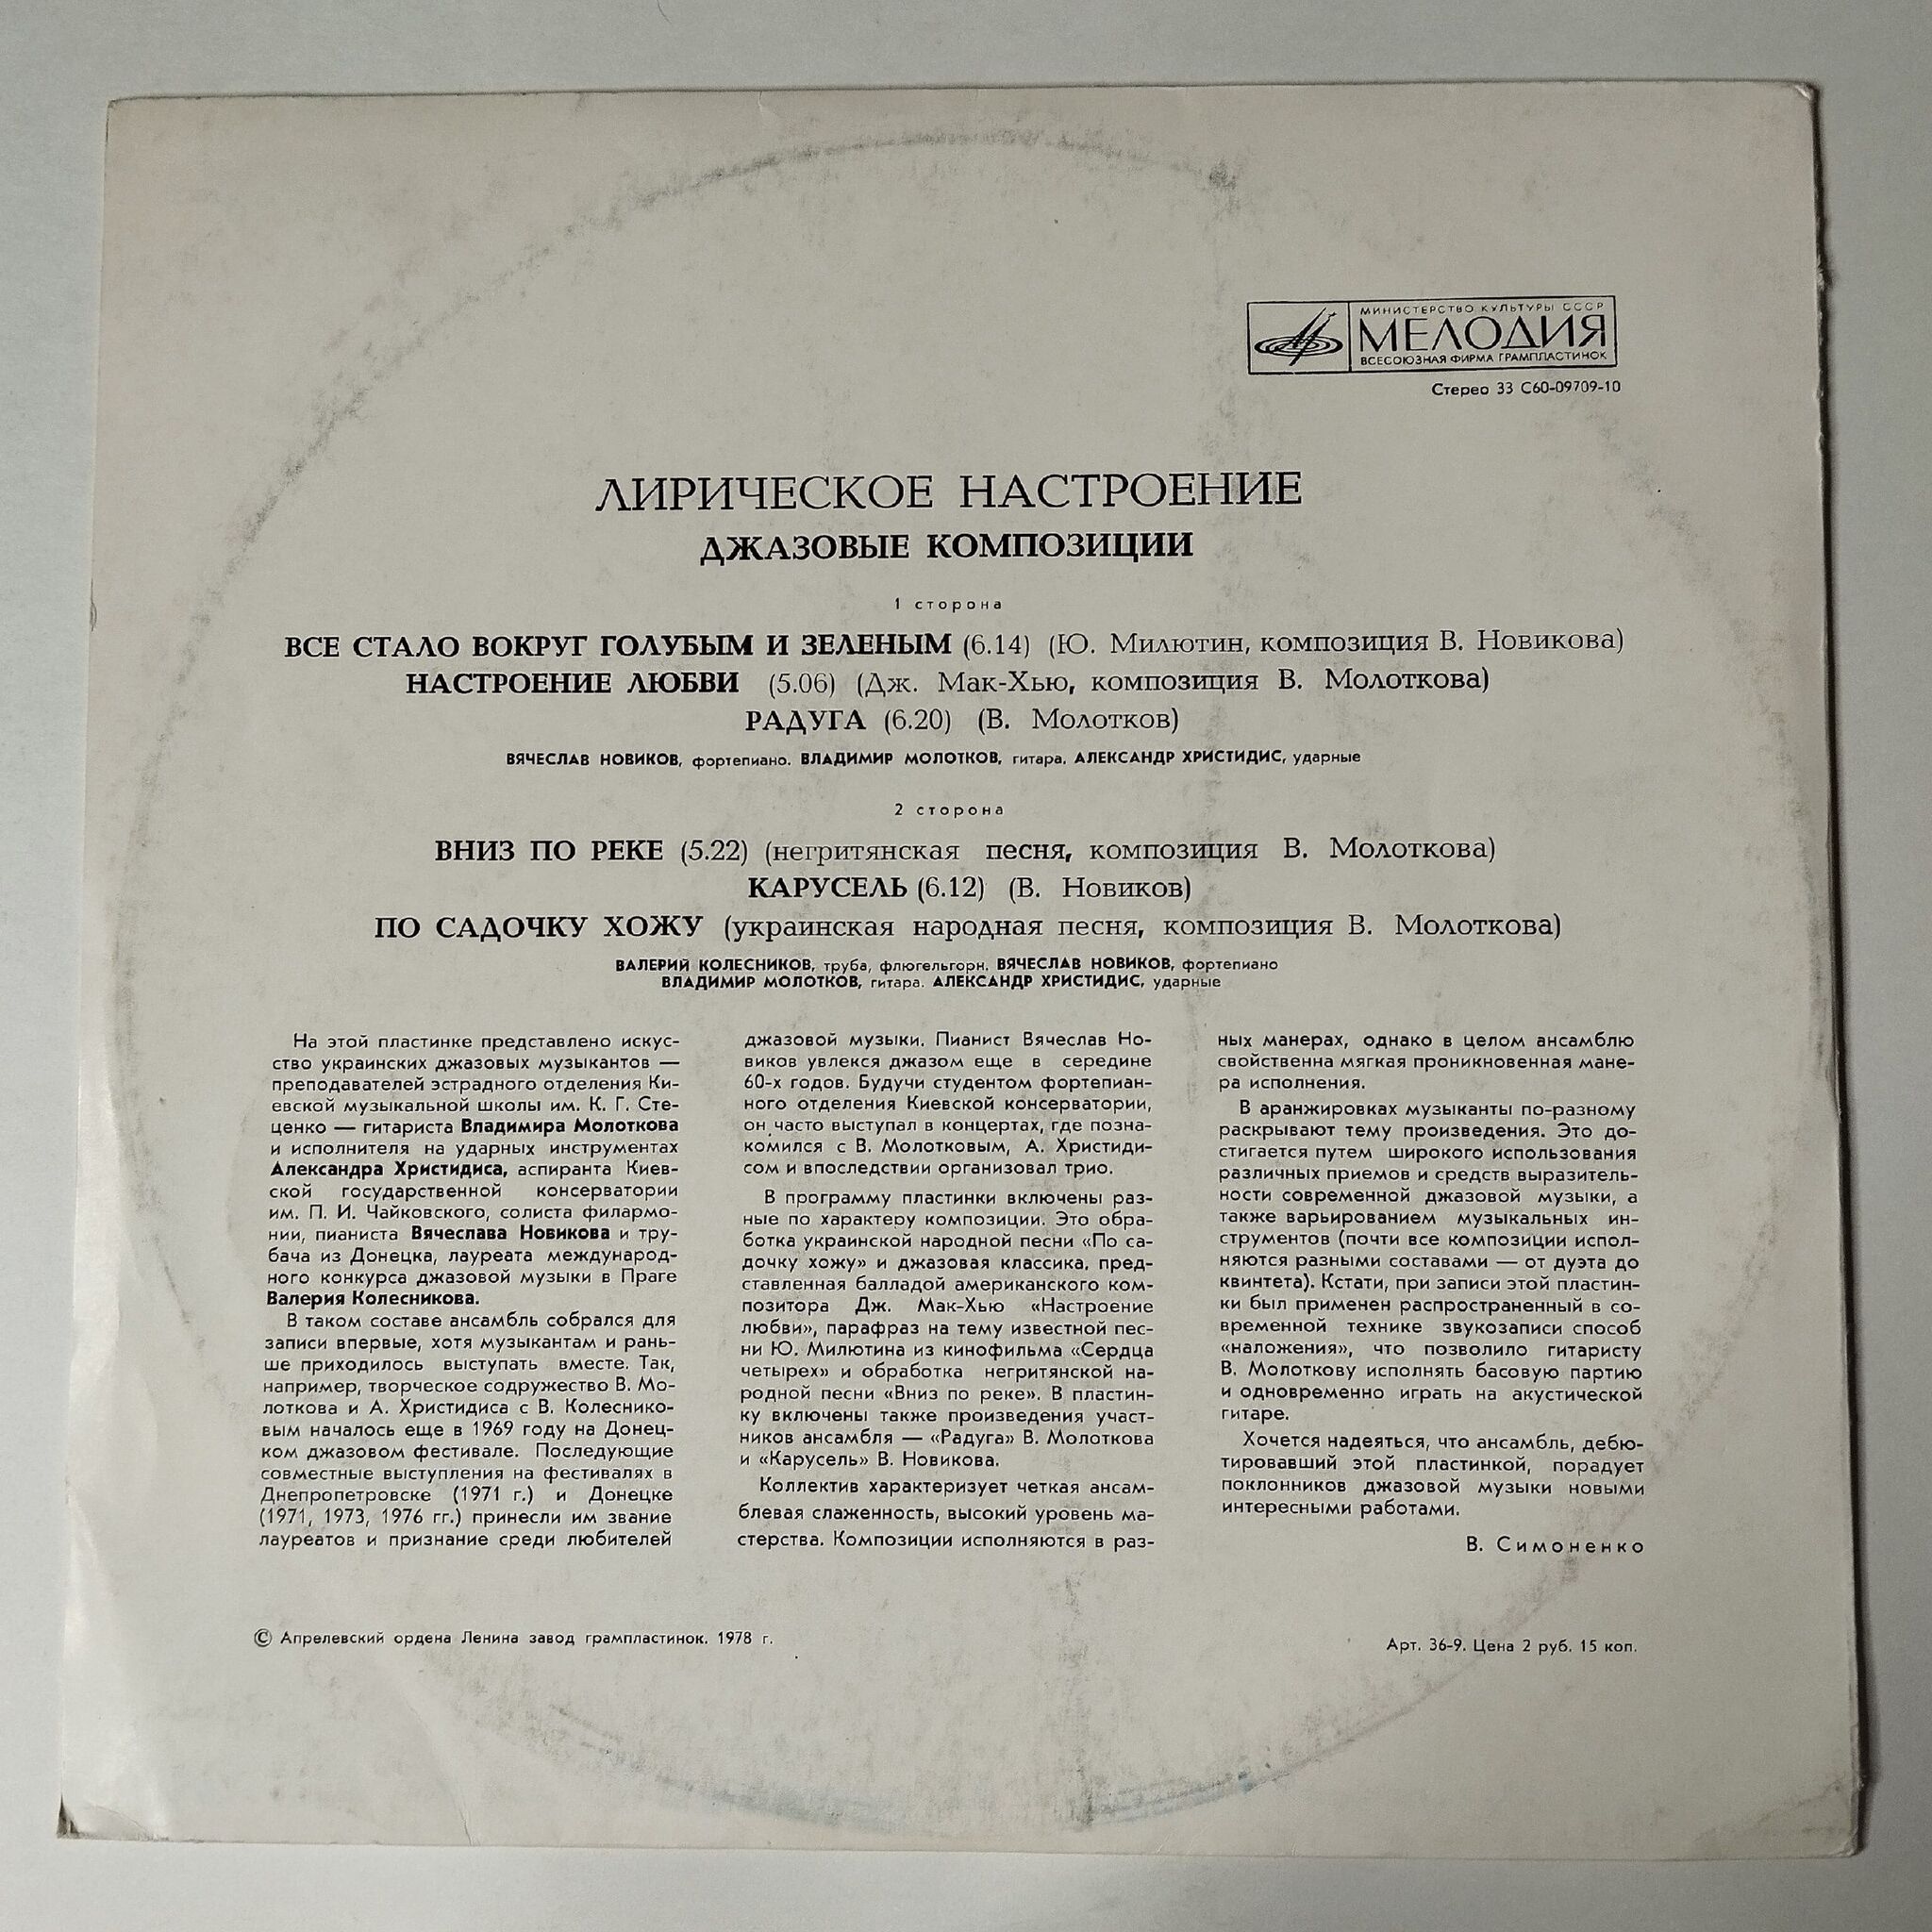 МИНИСТЕРСТВО КУЛЬТУРЫ СССР
МЕЛОДИЯ
ВСЕСОЮЗНАЯ ФИРМА ГРАМПЛАСТИНОК
Стерео 33 С60-09709-10
ЛИРИЧЕСКОЕ НАСТРОЕНИЕ
ДЖАЗОВЫЕ КОМПОЗИЦИИ
1 сторона
ВСЕ СТАЛО ВОКРУГ ГОЛУБЫМ И ЗЕЛЕНЫМ (6.14) (Ю. Милютин, композиция В. Новикова)
НАСТРОЕНИЕ ЛЮБВИ (5.06) (Дж. Мак-Хью, композиция В. Молоткова)
РАДУГА (6.20) (В. Молотков)
ВЯЧЕСЛАВ НОВИКОВ, фортепиано. ВЛАДИМИР МОЛОТКОВ, гитара. АЛЕКСАНДР ХРИСТИДИС, ударные
2 сторона
ВНИЗ ПО РЕКЕ (5.22) (негритянская песня, композиция В. Молоткова)
КАРУСЕЛЬ (6.12) (В. Новиков)
ПО САДОЧКУ ХОЖУ (украинская народная песня, композиция В. Молоткова)
ВАЛЕРИЙ КОЛЕСНИКОВ, труба, флюгельгорн. ВЯЧЕСЛАВ НОВИКОВ, фортепиано
ВЛАДИМИР МОЛОТКОВ, гитара. АЛЕКСАНДР ХРИСТИДИС, ударные
На этой пластинке представлено искус-
ство украинских джазовых музыкантов —
преподавателей эстрадного отделения Ки-
евской музыкальной школы им. К. Г. Сте-
ценко — гитариста Владимира Молоткова
и исполнителя на ударных инструментах
Александра Христидиса, аспиранта Киев-
ской государственной консерватории
им. П. И. Чайковского, солиста филармо-
нии, пианиста Вячеслава Новикова и тру-
бача из Донецка, лауреата международ-
ного конкурса джазовой музыки в Праге
Валерия Колесникова.
В таком составе ансамбль собрался для
записи впервые, хотя музыкантам и рань-
ше приходилось выступать вместе. Так,
например, творческое содружество В. Мо-
лоткова и А. Христидиса с В. Колеснико-
вым началось еще в 1969 году на Донец-
ком джазовом фестивале. Последующие
совместные выступления на фестивалях в
Днепропетровске (1971 г.) и Донецке
(1971, 1973, 1976 гг.) принесли им звание
лауреатов и признание среди любителей
джазовой музыки. Пианист Вячеслав Но-
виков увлекся джазом еще в середине
60-х годов. Будучи студентом фортепиан-
ного отделения Киевской консерватории,
он часто выступал в концертах, где позна-
комился с В. Молотковым, А. Христиди-
сом и впоследствии организовал трио.
В программу пластинки включены раз-
ные по характеру композиции. Это обра-
ботка украинской народной песни «По са-
дочку хожу» и джазовая классика, пред-
ставленная балладой американского ком-
позитора Дж. Мак-Хью «Настроение
любви», парафраз на тему известной пес-
ни Ю. Милютина из кинофильма «Сердца
четырех» и обработка негритянской на-
родной песни «Вниз по реке». В пластин-
ку включены также произведения участ-
ников ансамбля — «Радуга» В. Молоткова
и «Карусель» В. Новикова.
Коллектив характеризует четкая ансам-
блевая слаженность, высокий уровень ма-
стерства. Композиции исполняются в раз-
ных манерах, однако в целом ансамблю
свойственна мягкая проникновенная мане-
ра исполнения.
В аранжировках музыканты по-разному
раскрывают тему произведения. Это до-
стигается путем широкого использования
различных приемов и средств выразитель-
ности современной джазовой музыки, а
также варьированием музыкальных ин-
струментов (почти все композиции испол-
няются разными составами — от дуэта до
квинтета). Кстати, при записи этой пластин-
ки был применен распространенный в со-
временной технике звукозаписи способ
«наложения», что позволило гитаристу
В. Молоткову исполнять басовую партию
и одновременно играть на акустической
гитаре.
Хочется надеяться, что ансамбль, дебю-
тировавший этой пластинкой, порадует
поклонников джазовой музыки новыми
интересными работами.
В. Симоненко
© Апрелевский ордена Ленина завод грампластинок. 1978 г.
Арт. 36-9. Цена 2 руб. 15 коп.